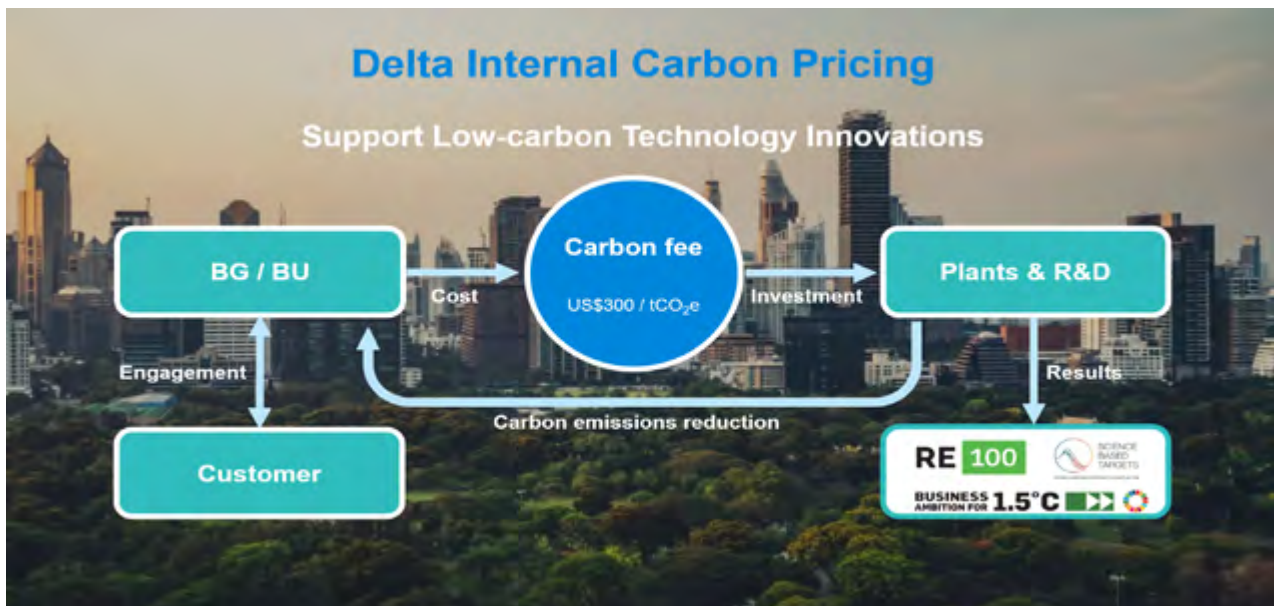 Delta Internal Carbon Pricing
Support Low-carbon Technology Innovations
BG / BU
Cost
Carbon fee
US$300 / tCO₂e
Investment
Plants & R&D
Engagement
Carbon emissions reduction
Results
Customer
RE 100
SCIENCE
BASED
TARGETS
BUSINESS
AMBITION FOR 1.5°C